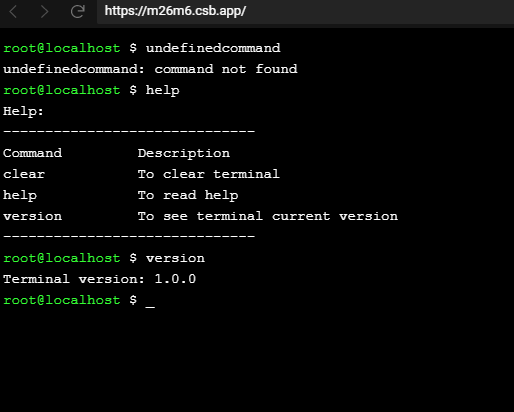 https://m26m6.csb.app/
root@localhost $ undefinedcommand
undefinedcommand: command not found
root@localhost $ help
Help:
------------------------------
Command         Description
clear           To clear terminal
help            To read help
version         To see terminal current version
------------------------------
root@localhost $ version
Terminal version: 1.0.0
root@localhost $ _